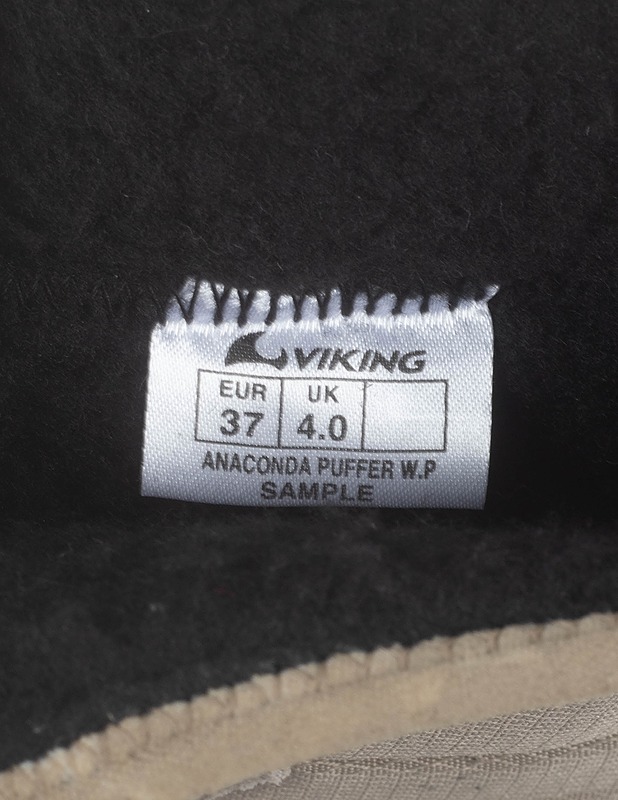 VIKING
EUR UK
37 4.0
ANACONDA PUFFER W.P
SAMPLE